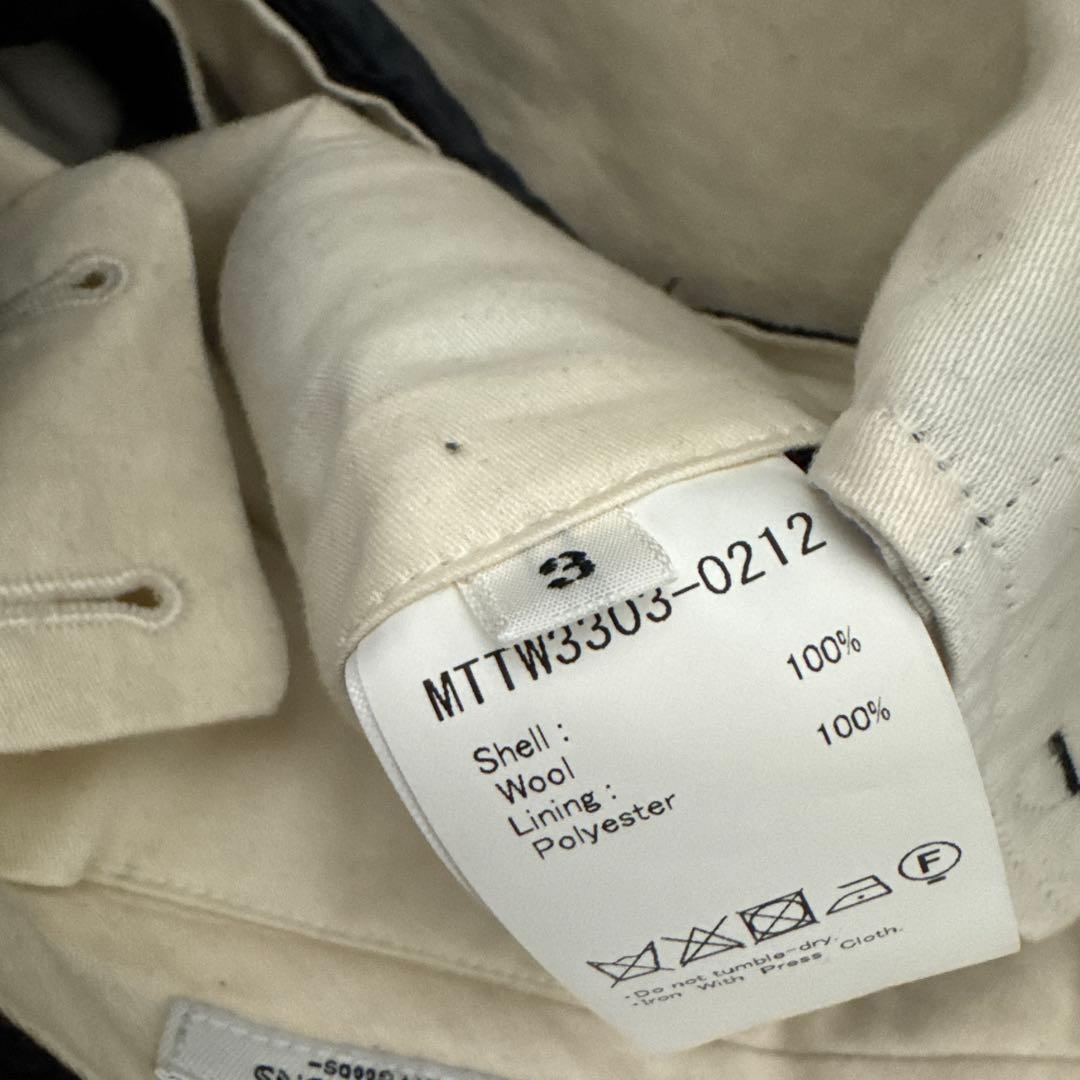 3
MTTW3303-0212
Shell :
Wool 100%
Lining :
Polyester 100%
F
·Do not tumble-dry.
·Iron With Press Cloth.